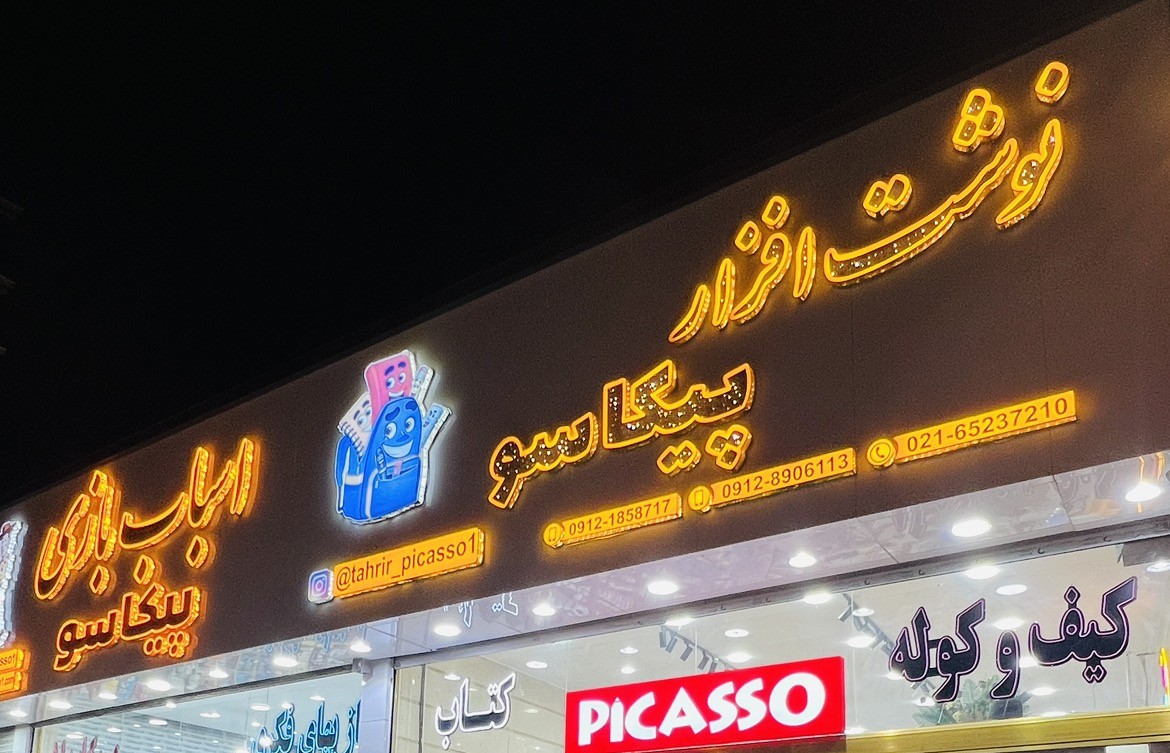 نوشت افزار
پیکاسو
021-65237210
0912-8906113
0912-1858717
@tahrir_picasso1
اسباب بازی
پیکاسو
کیف و کوله
PICASSO
کتاب